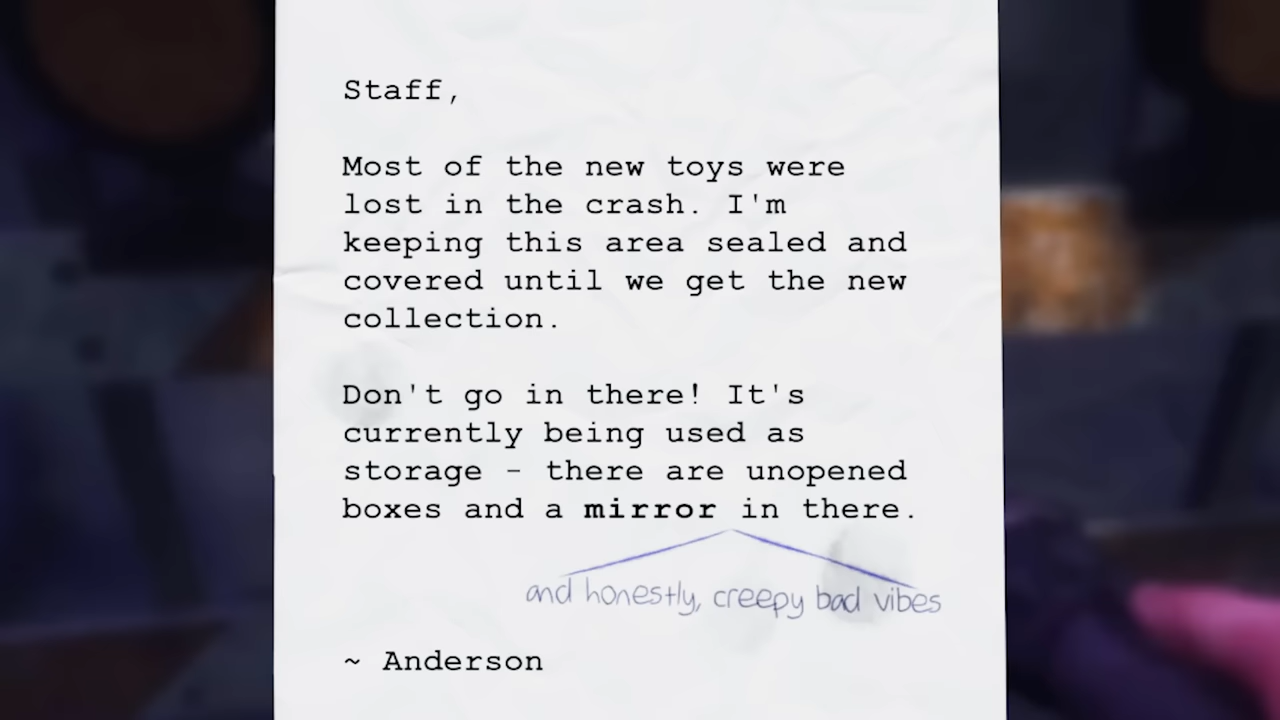 Staff,
Most of the new toys were
lost in the crash. I'm
keeping this area sealed and
covered until we get the new
collection.
Don't go in there! It's
currently being used as
storage - there are unopened
boxes and a mirror in there.
and honestly, creepy bad vibes
~ Anderson